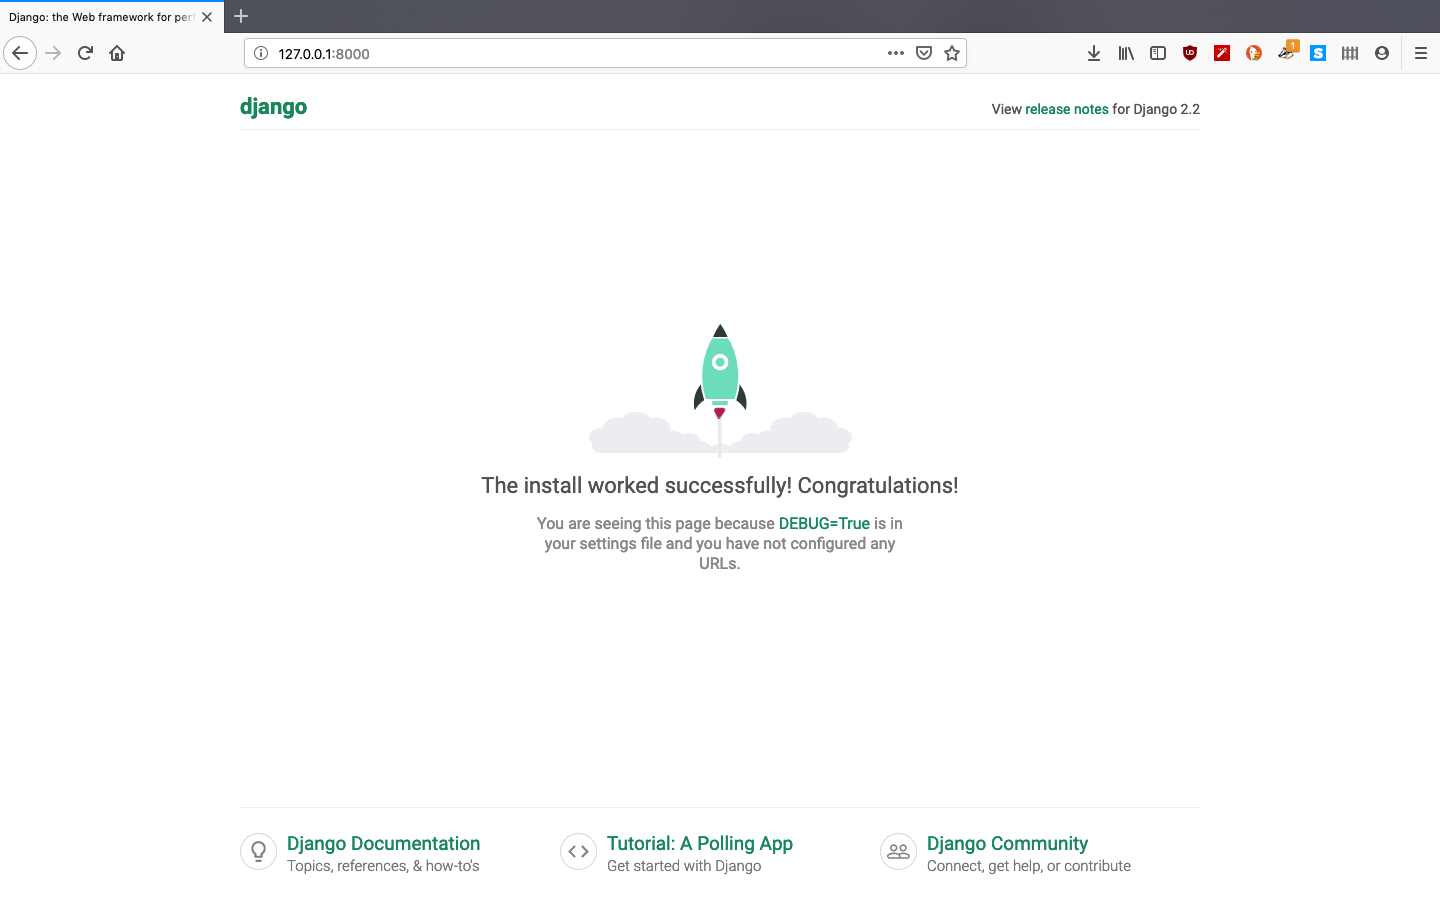 Django: the Web framework for perf
127.0.0.1:8000
1
S
django
View release notes for Django 2.2
The install worked successfully! Congratulations!
You are seeing this page because DEBUG=True is in
your settings file and you have not configured any
URLs.
Django Documentation
Topics, references, & how-to's
Tutorial: A Polling App
Get started with Django
Django Community
Connect, get help, or contribute